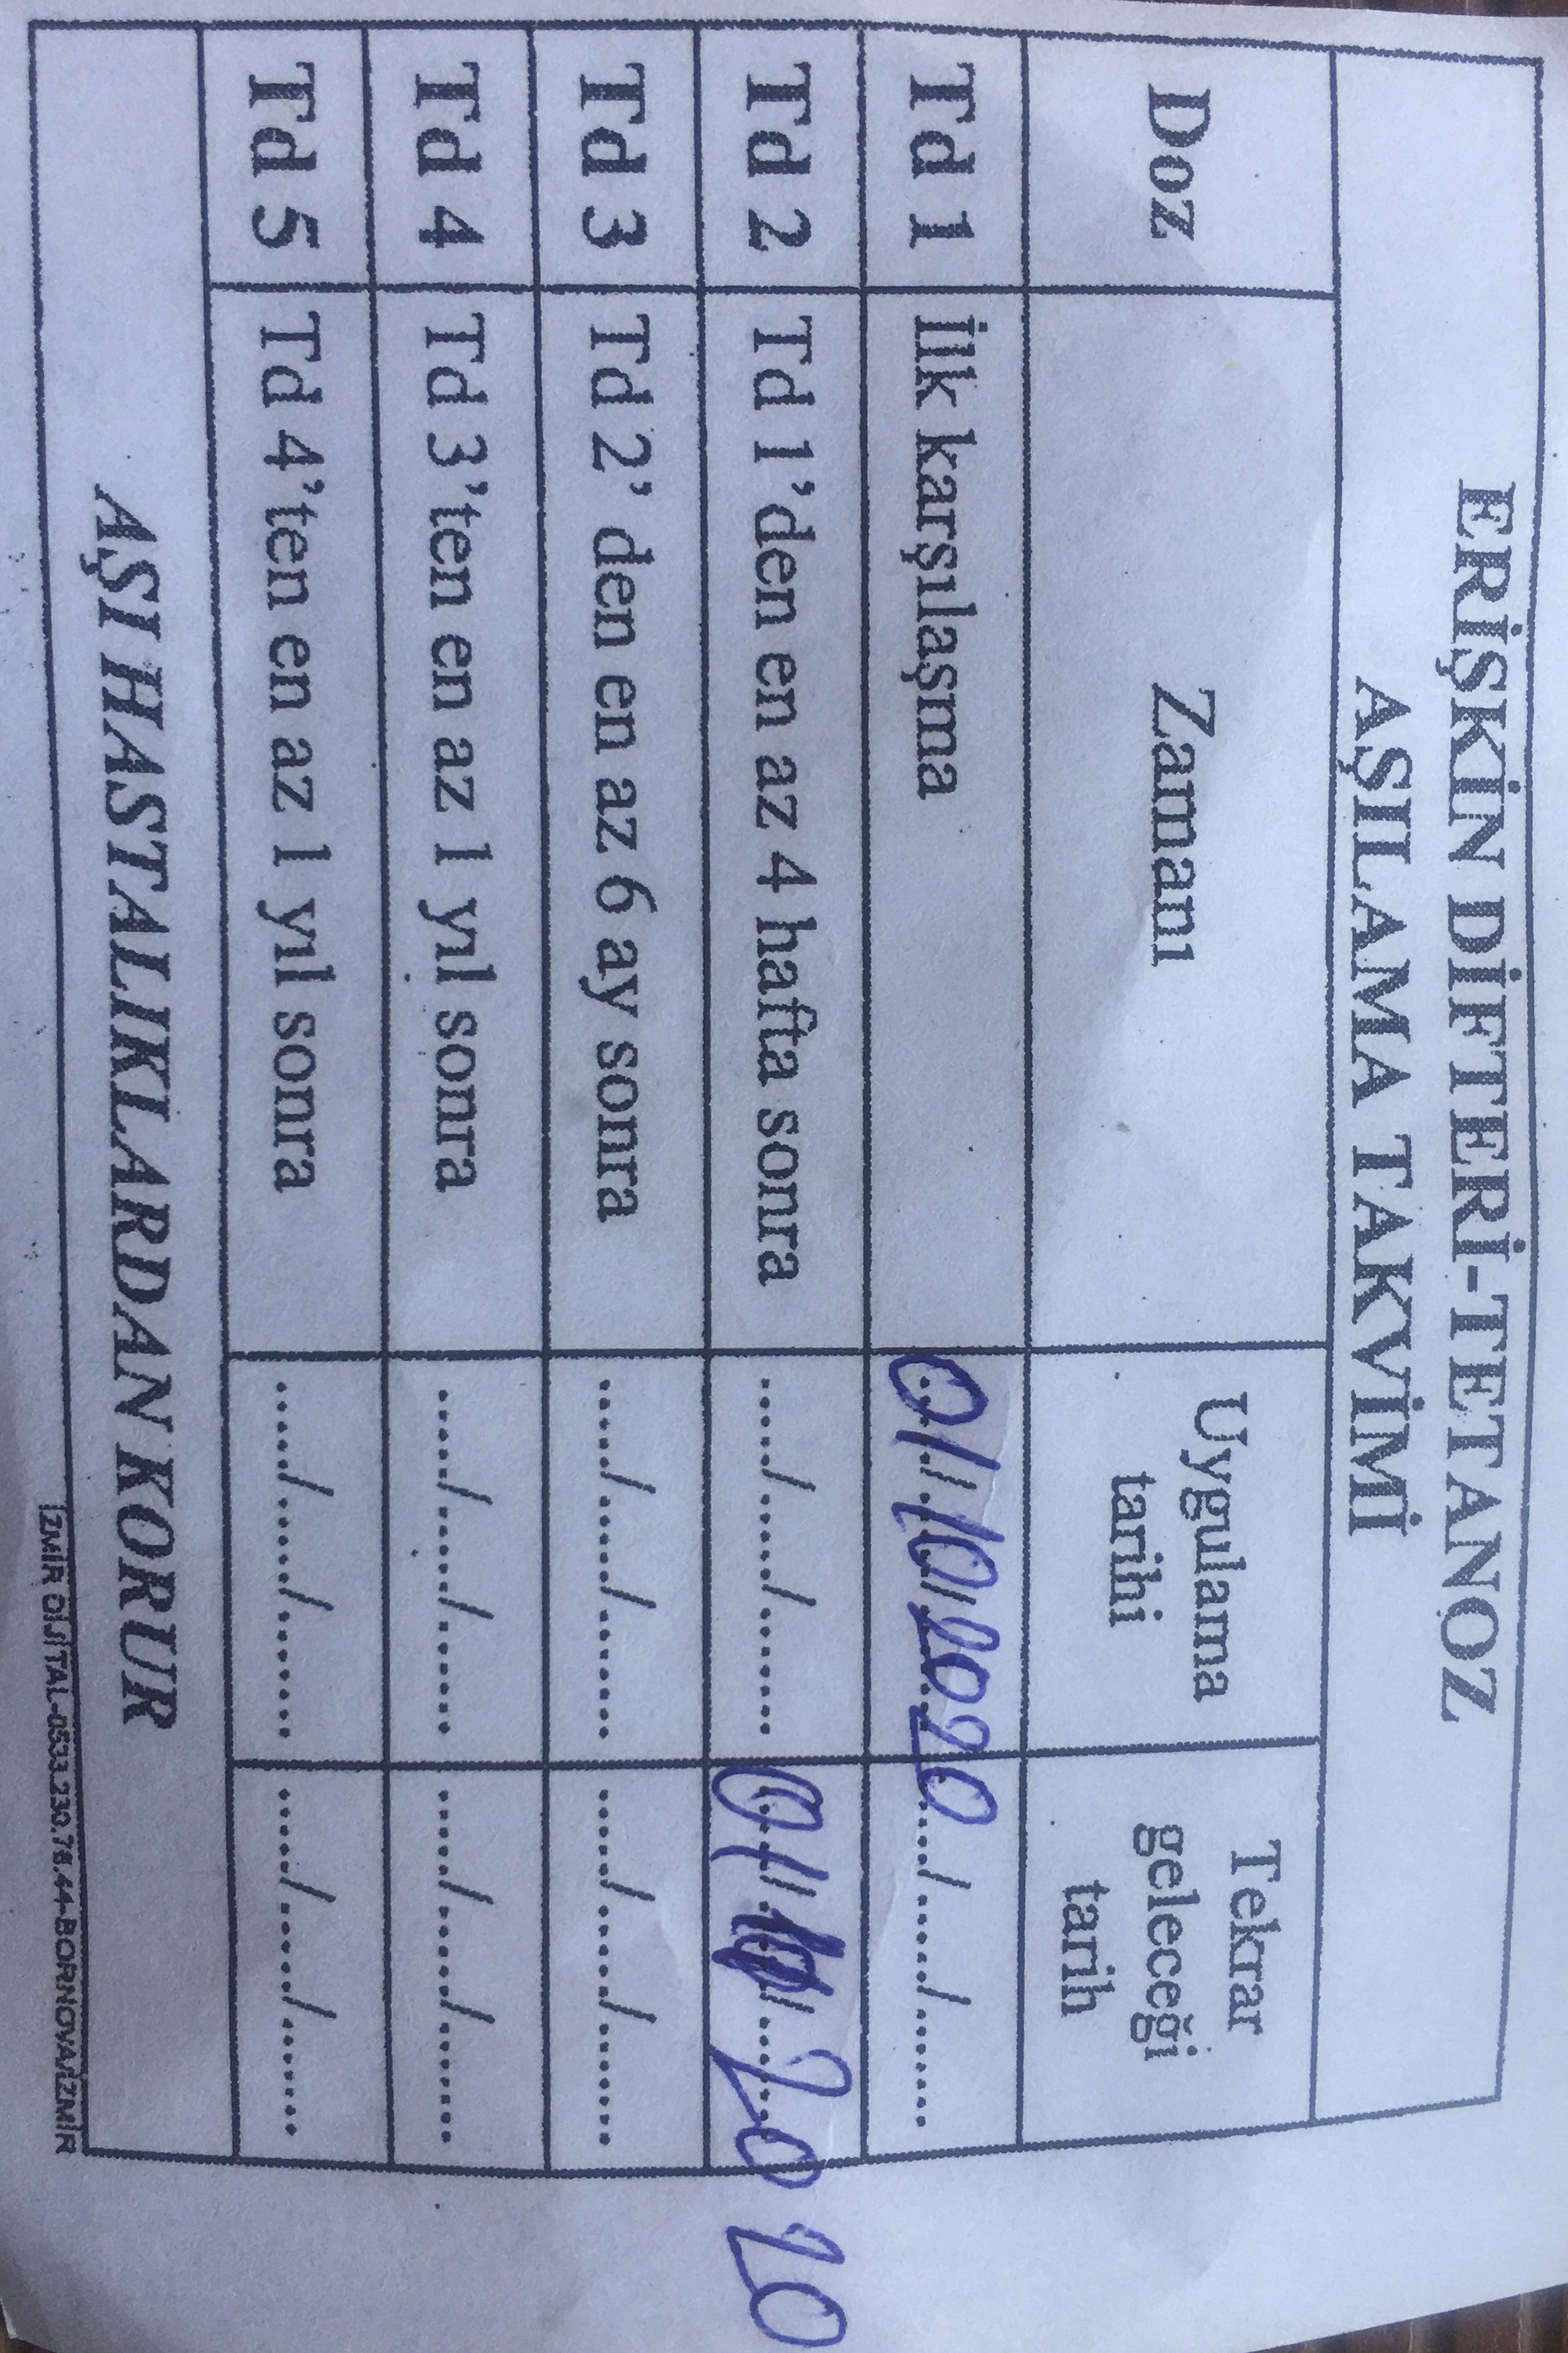 ERİŞKİN DİFTERİ-TETANOZ
AŞILAMA TAKVİMİ
Doz
Zamanı
Uygulama
tarihi
Tekrar
geleceği
tarih
Td 1 İlk karşılaşma 01/10/2020 ...../...../.......
Td 2 Td 1’den en az 4 hafta sonra ...../...../....... 01/ 2020
Td 3 Td 2’ den en az 6 ay sonra ...../...../....... ...../...../.......
Td 4 Td 3’ten en az 1 yıl sonra ...../...../....... ...../...../.......
Td 5 Td 4’ten en az 1 yıl sonra ...../...../....... ...../...../.......
AŞI HASTALIKLARDAN KORUR
İZMİR DİJİTAL-0533.230.78.44-BORNOVA/İZMİR